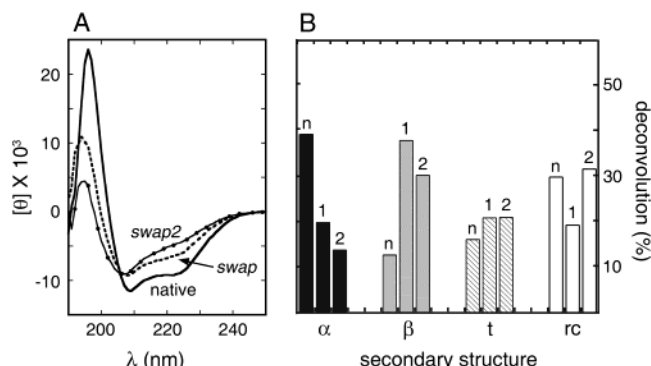 A
B
20
10
0
-10
[θ] X 10³
swap2
swap
native
200
220
240
λ (nm)
n
1
2
n
1
2
n
1
2
n
1
2
50
30
10
deconvolution (%)
α
β
t
rc
secondary structure